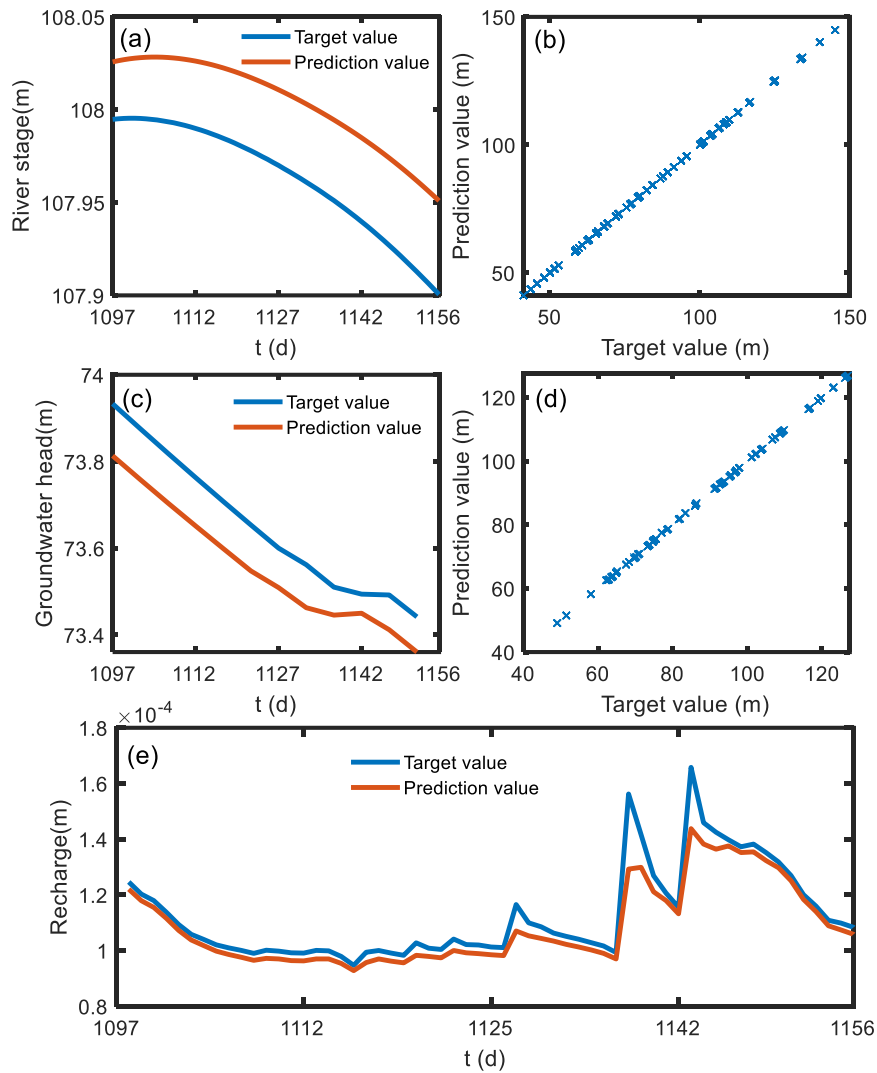 108.05
(a)
Target value
Prediction value
108
107.95
107.9
River stage(m)
1097 1112 1127 1142 1156
t (d)
150
(b)
100
50
Prediction value (m)
50 100 150
Target value (m)
74
(c)
Target value
Prediction value
73.8
73.6
73.4
Groundwater head(m)
1097 1112 1127 1142 1156
t (d)
(d)
120
100
80
60
40
Prediction value (m)
40 60 80 100 120
Target value (m)
×10-4
1.8
(e)
Target value
Prediction value
1.6
1.4
1.2
1
0.8
Recharge(m)
1097 1112 1125 1142 1156
t (d)